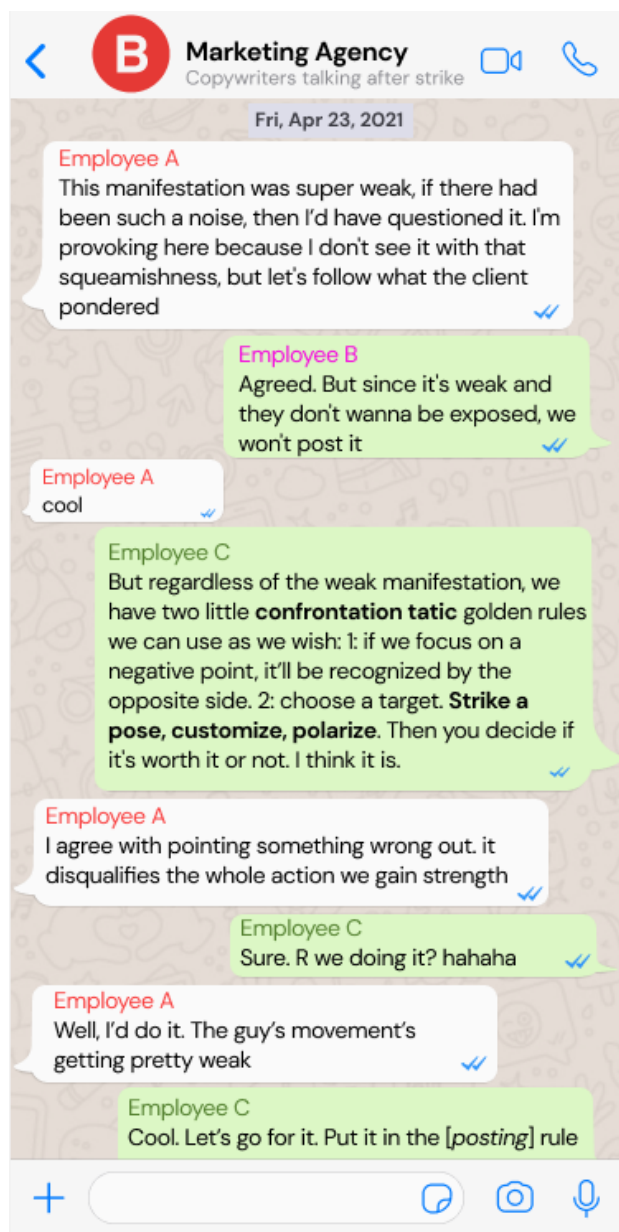 B
Marketing Agency
Copywriters talking after strike
Fri, Apr 23, 2021
Employee A
This manifestation was super weak, if there had
been such a noise, then I'd have questioned it. I'm
provoking here because I don't see it with that
squeamishness, but let's follow what the client
pondered
Employee B
Agreed. But since it's weak and
they don't wanna be exposed, we
won't post it
Employee A
cool
Employee C
But regardless of the weak manifestation, we
have two little confrontation tatic golden rules
we can use as we wish: 1: if we focus on a
negative point, it'll be recognized by the
opposite side. 2: choose a target. Strike a
pose, customize, polarize. Then you decide if
it's worth it or not. I think it is.
Employee A
I agree with pointing something wrong out. it
disqualifies the whole action we gain strength
Employee C
Sure. R we doing it? hahaha
Employee A
Well, I'd do it. The guy's movement's
getting pretty weak
Employee C
Cool. Let's go for it. Put it in the [posting] rule